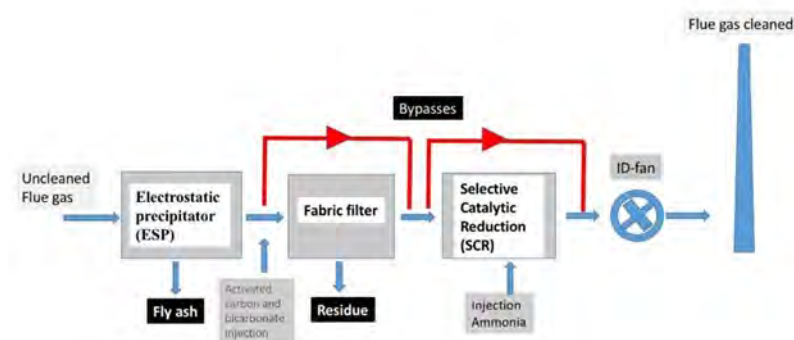 Flue gas cleaned
Bypasses
ID-fan
Uncleaned
Flue gas
Electrostatic
precipitator
(ESP)
Fabric filter
Selective
Catalytic
Reduction
(SCR)
Fly ash
Activated
carbon and
bicarbonate
injection
Residue
Injection
Ammonia